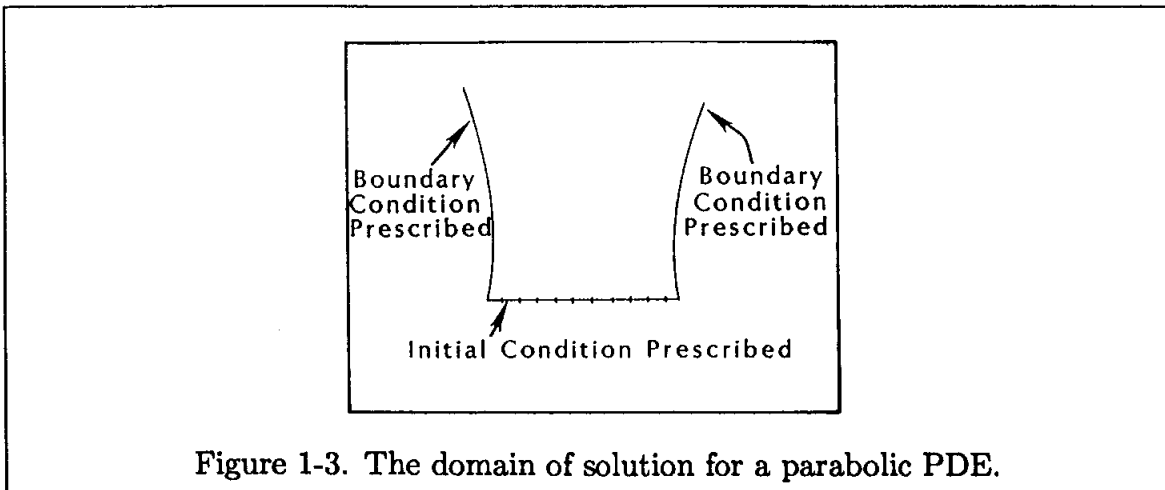 Boundary
Condition
Prescribed
Boundary
Condition
Prescribed
Initial Condition Prescribed
Figure 1-3. The domain of solution for a parabolic PDE.